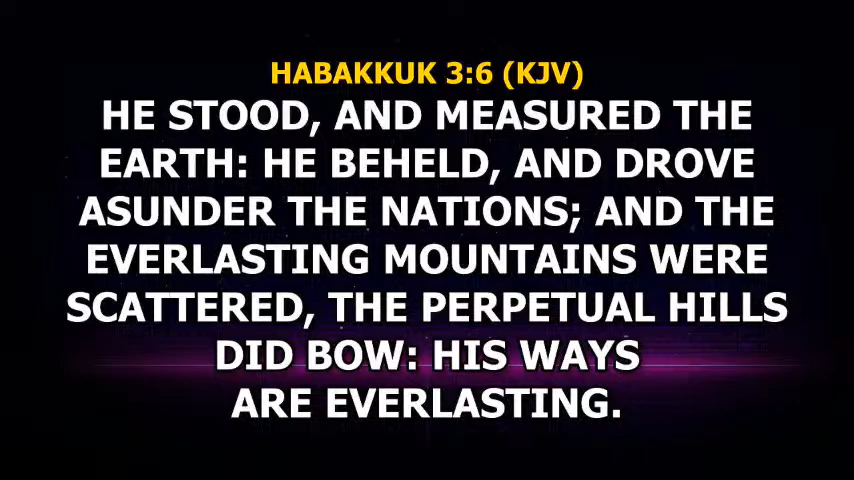 HABAKKUK 3:6 (KJV)
HE STOOD, AND MEASURED THE
EARTH: HE BEHELD, AND DROVE
ASUNDER THE NATIONS; AND THE
EVERLASTING MOUNTAINS WERE
SCATTERED, THE PERPETUAL HILLS
DID BOW: HIS WAYS
ARE EVERLASTING.